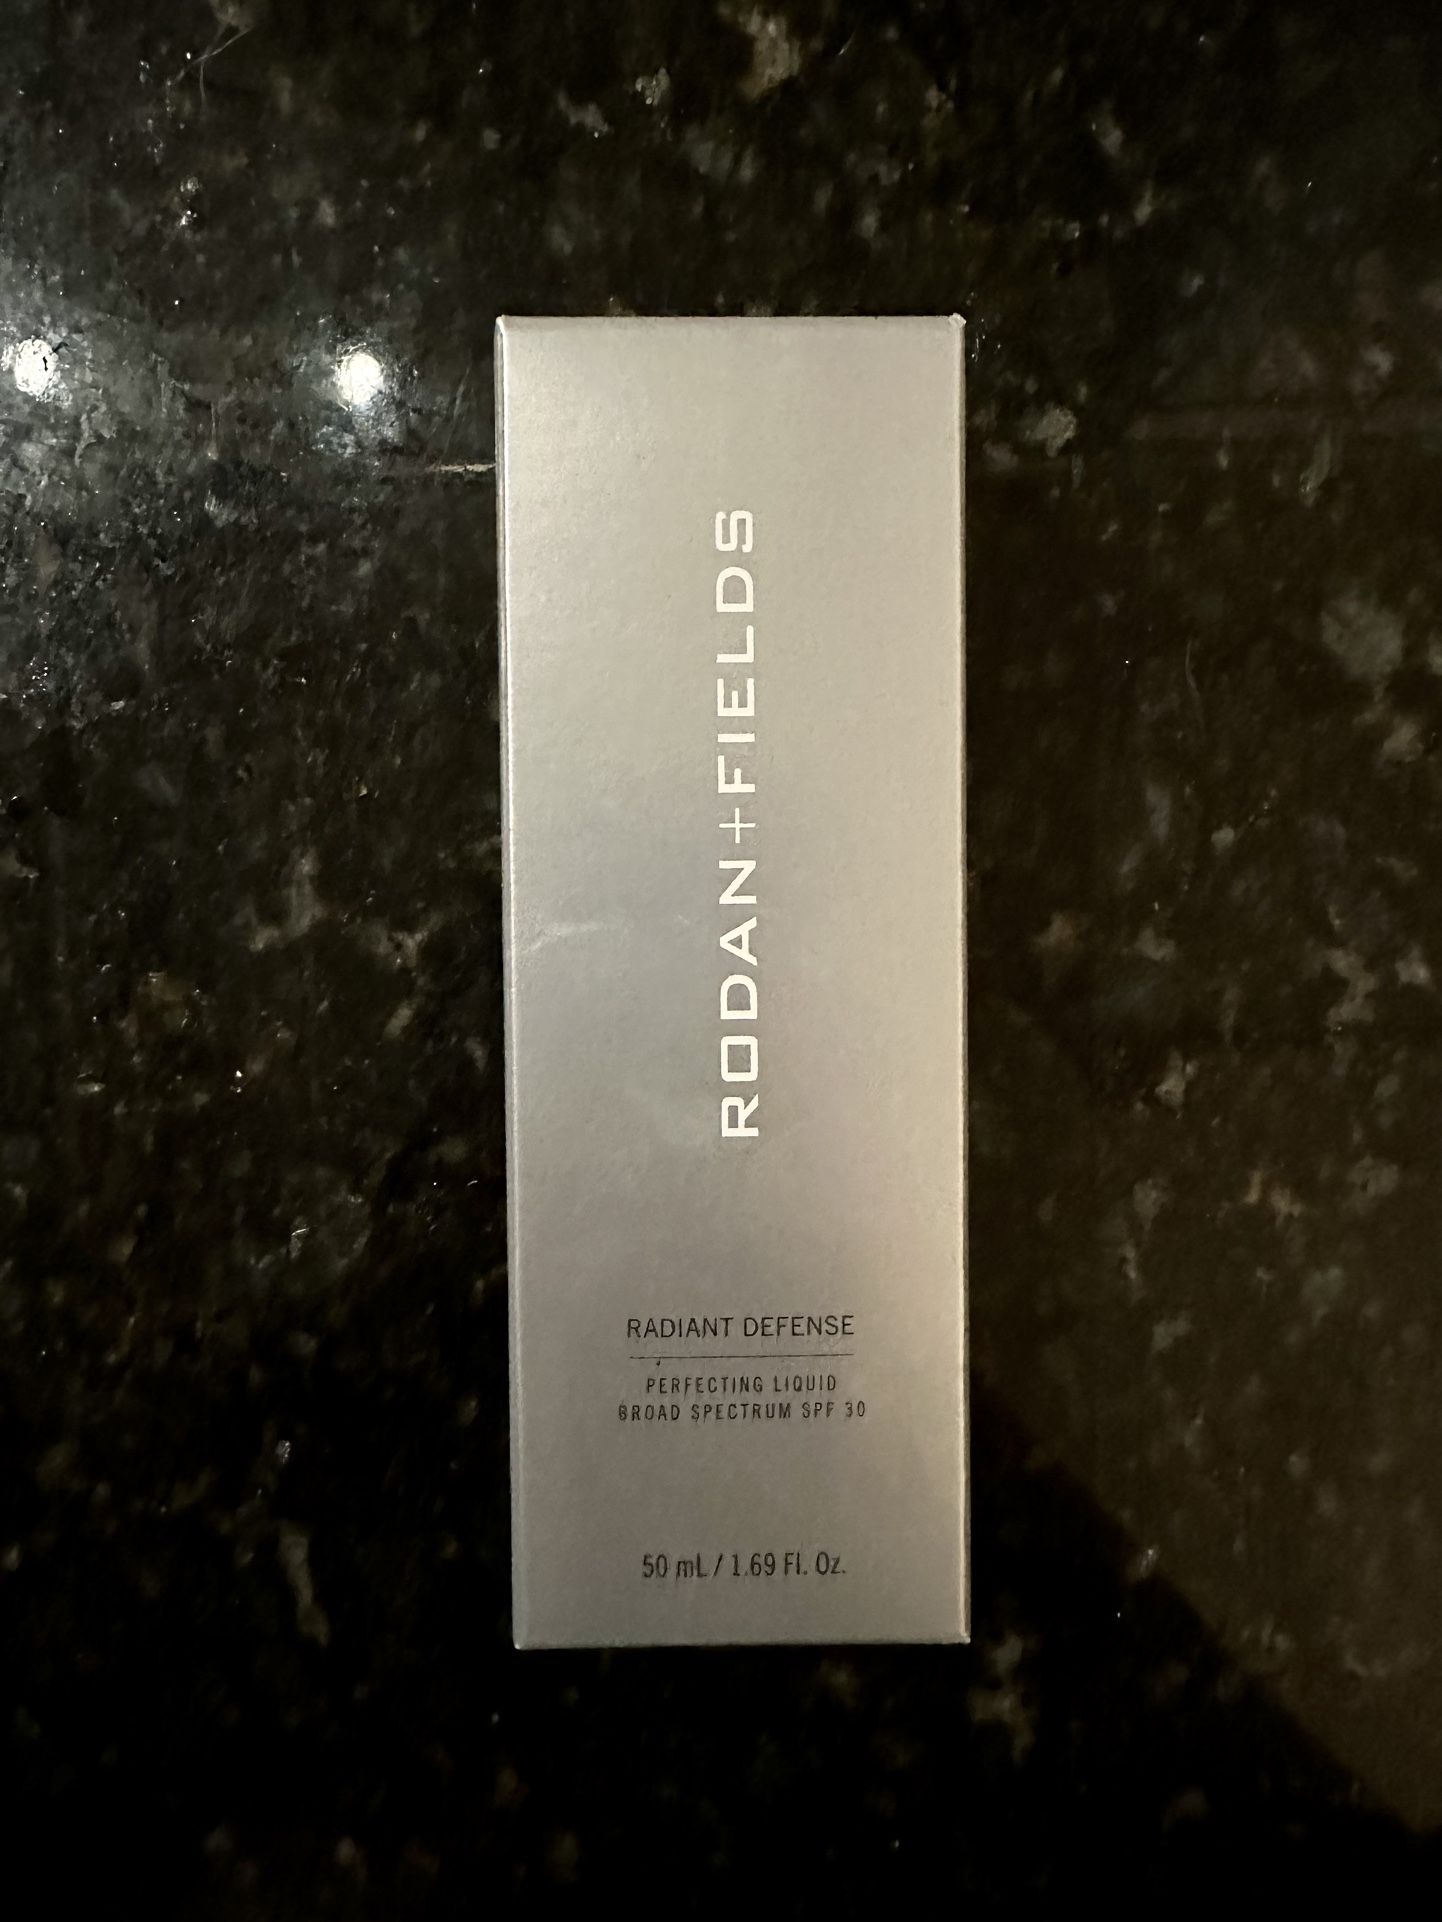 RODAN+FIELDS
RADIANT DEFENSE
PERFECTING LIQUID
BROAD SPECTRUM SPF 30
50 mL / 1.69 Fl. Oz.